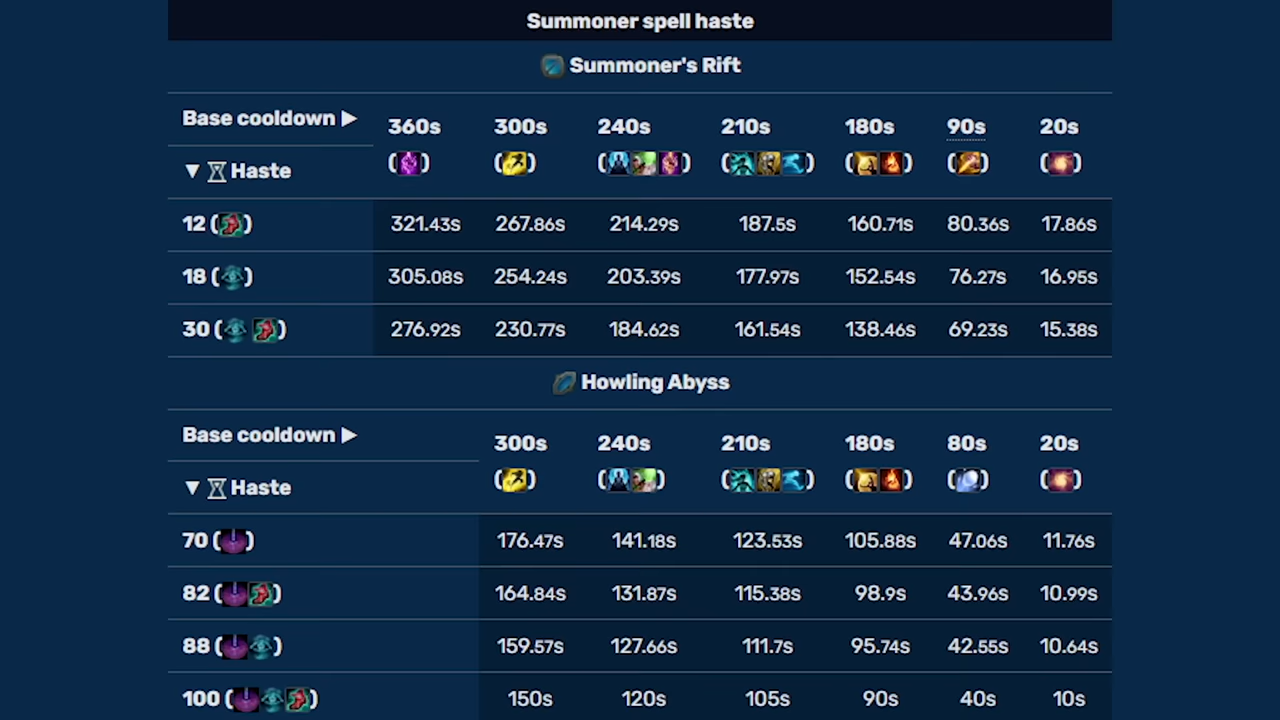 Summoner spell haste
Summoner's Rift
Base cooldown ▶ 360s 300s 240s 210s 180s 90s 20s
▼ Haste () () () () () () ()
12 () 321.43s 267.86s 214.29s 187.5s 160.71s 80.36s 17.86s
18 () 305.08s 254.24s 203.39s 177.97s 152.54s 76.27s 16.95s
30 () 276.92s 230.77s 184.62s 161.54s 138.46s 69.23s 15.38s
Howling Abyss
Base cooldown ▶ 300s 240s 210s 180s 80s 20s
▼ Haste () () () () () ()
70 () 176.47s 141.18s 123.53s 105.88s 47.06s 11.76s
82 () 164.84s 131.87s 115.38s 98.9s 43.96s 10.99s
88 () 159.57s 127.66s 111.7s 95.74s 42.55s 10.64s
100 () 150s 120s 105s 90s 40s 10s